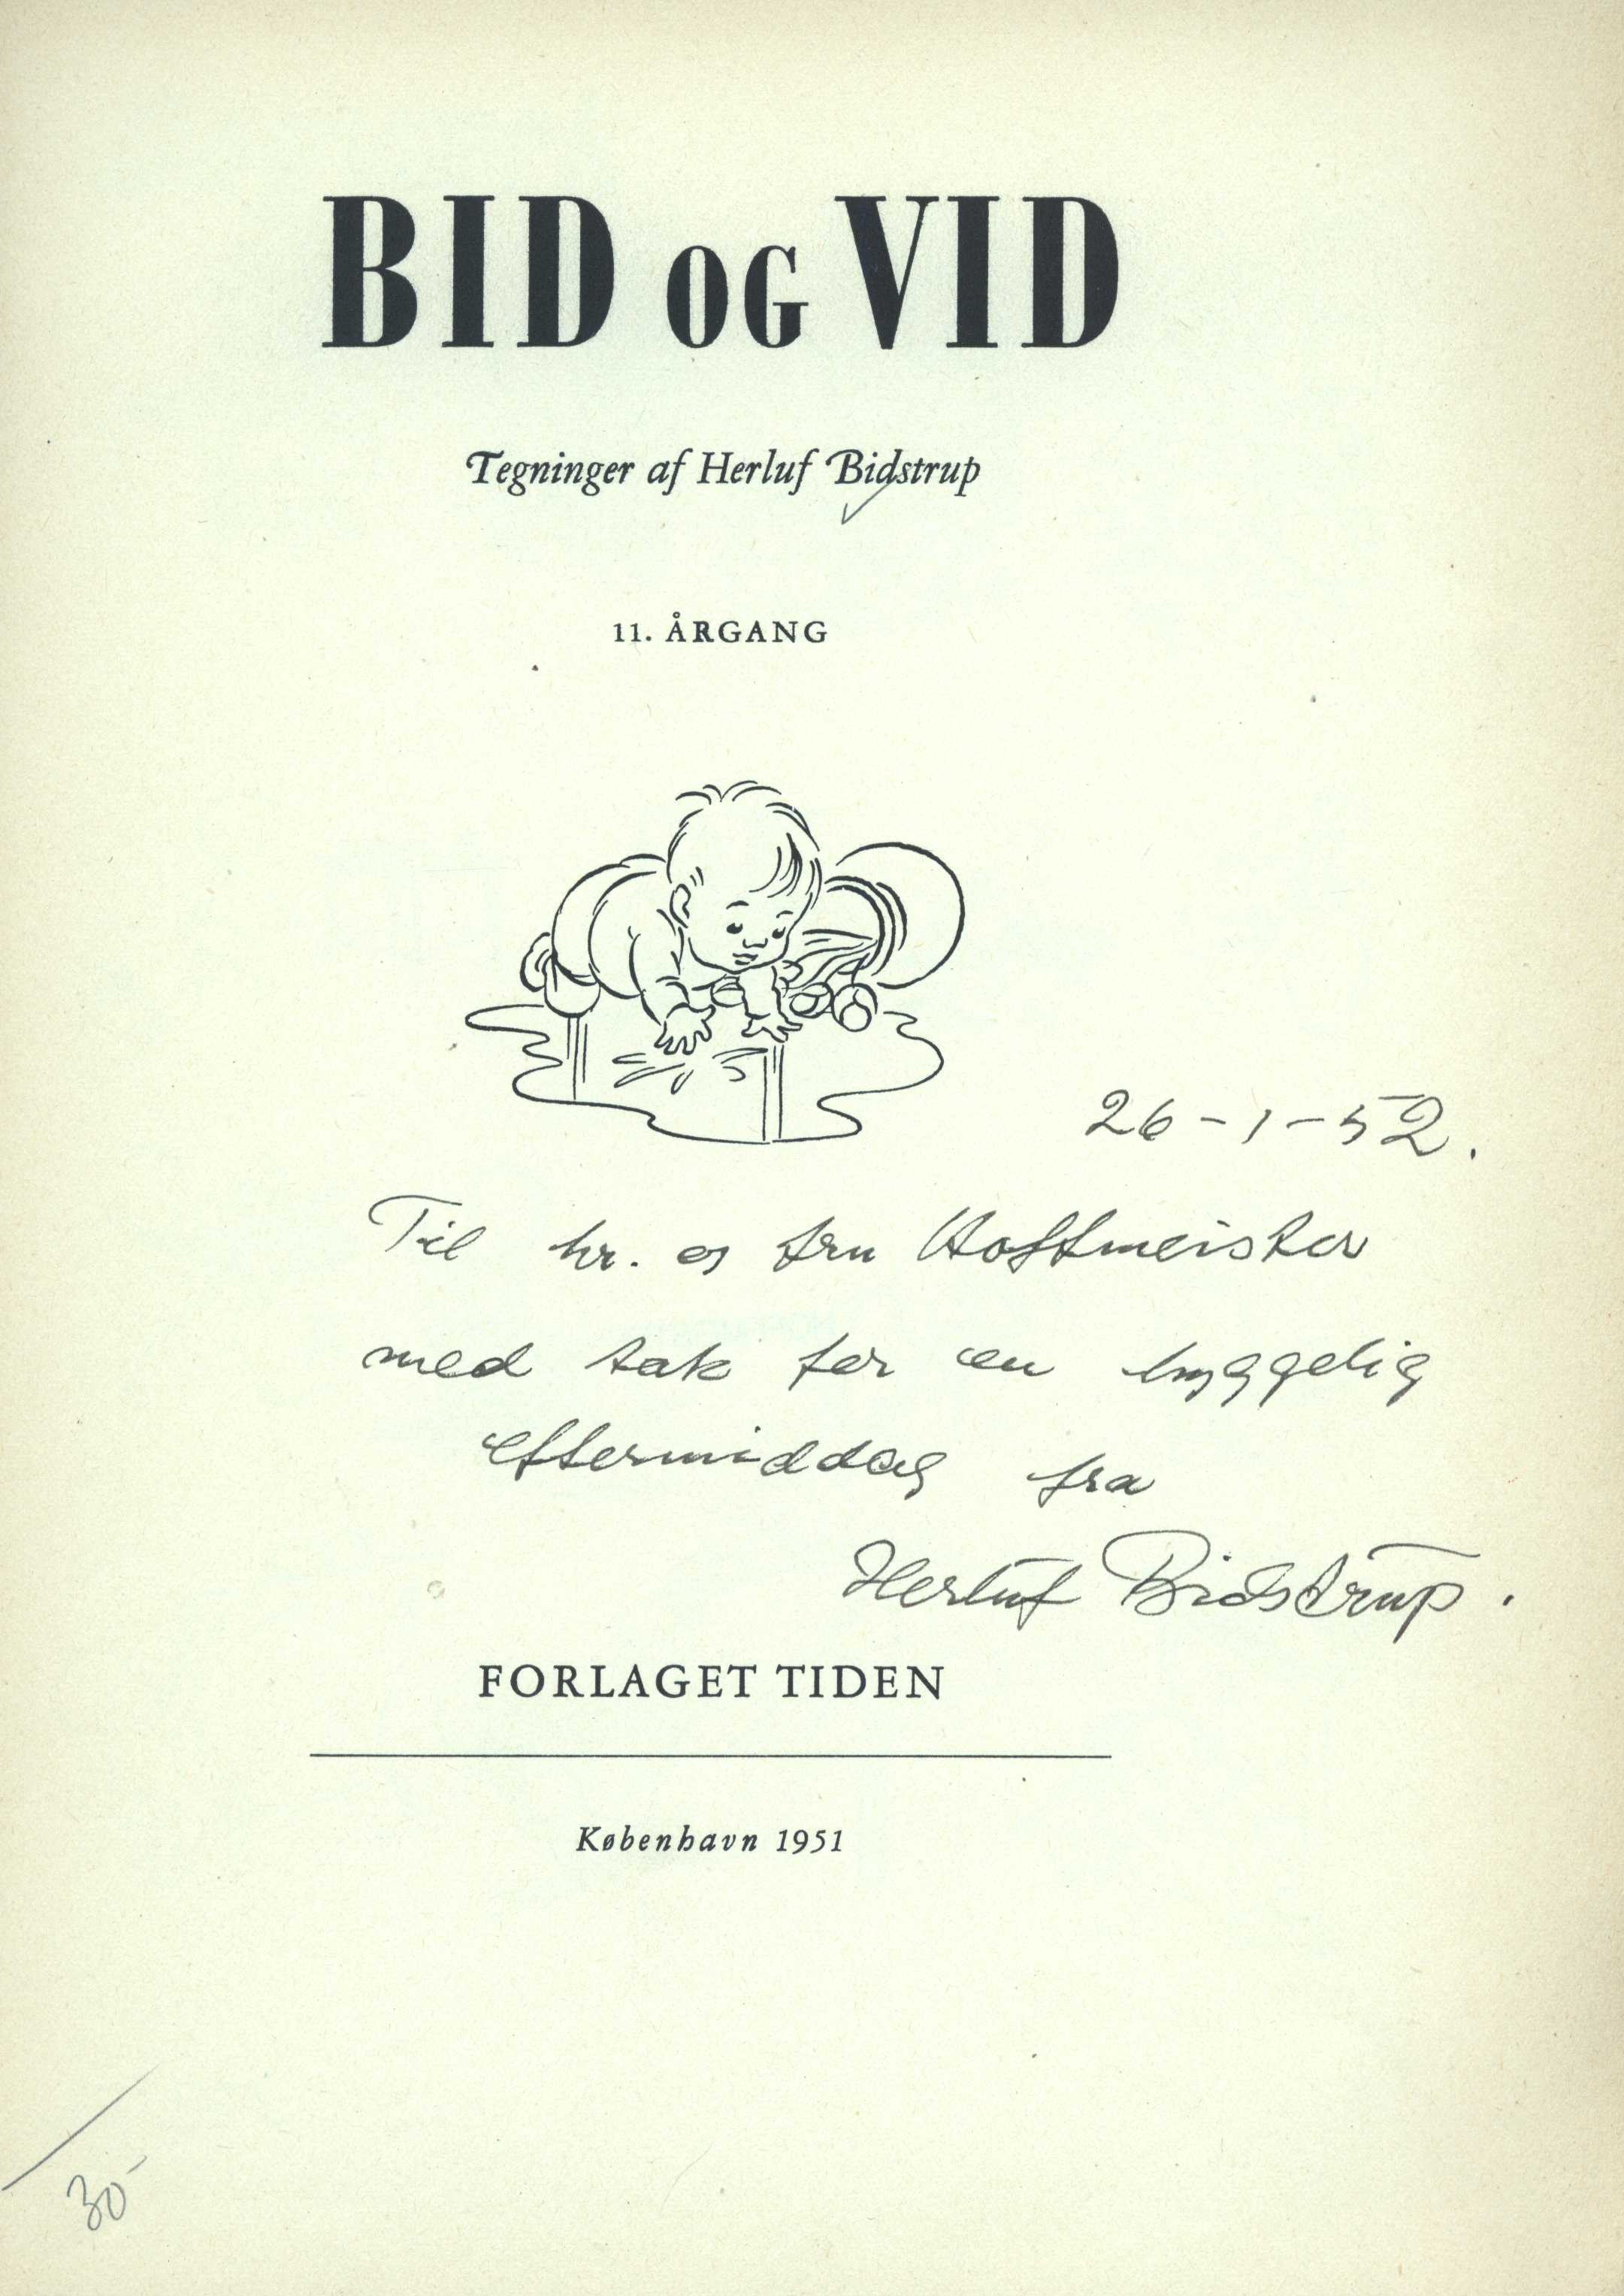 BID OG VID
Tegninger af Herluf Bidstrup
11. ÅRGANG
26-1-52.
Til hr. og fru Hoffmeister
med tak for en hyggelig
eftermiddag fra
Herluf Bidstrup.
FORLAGET TIDEN
København 1951
30-